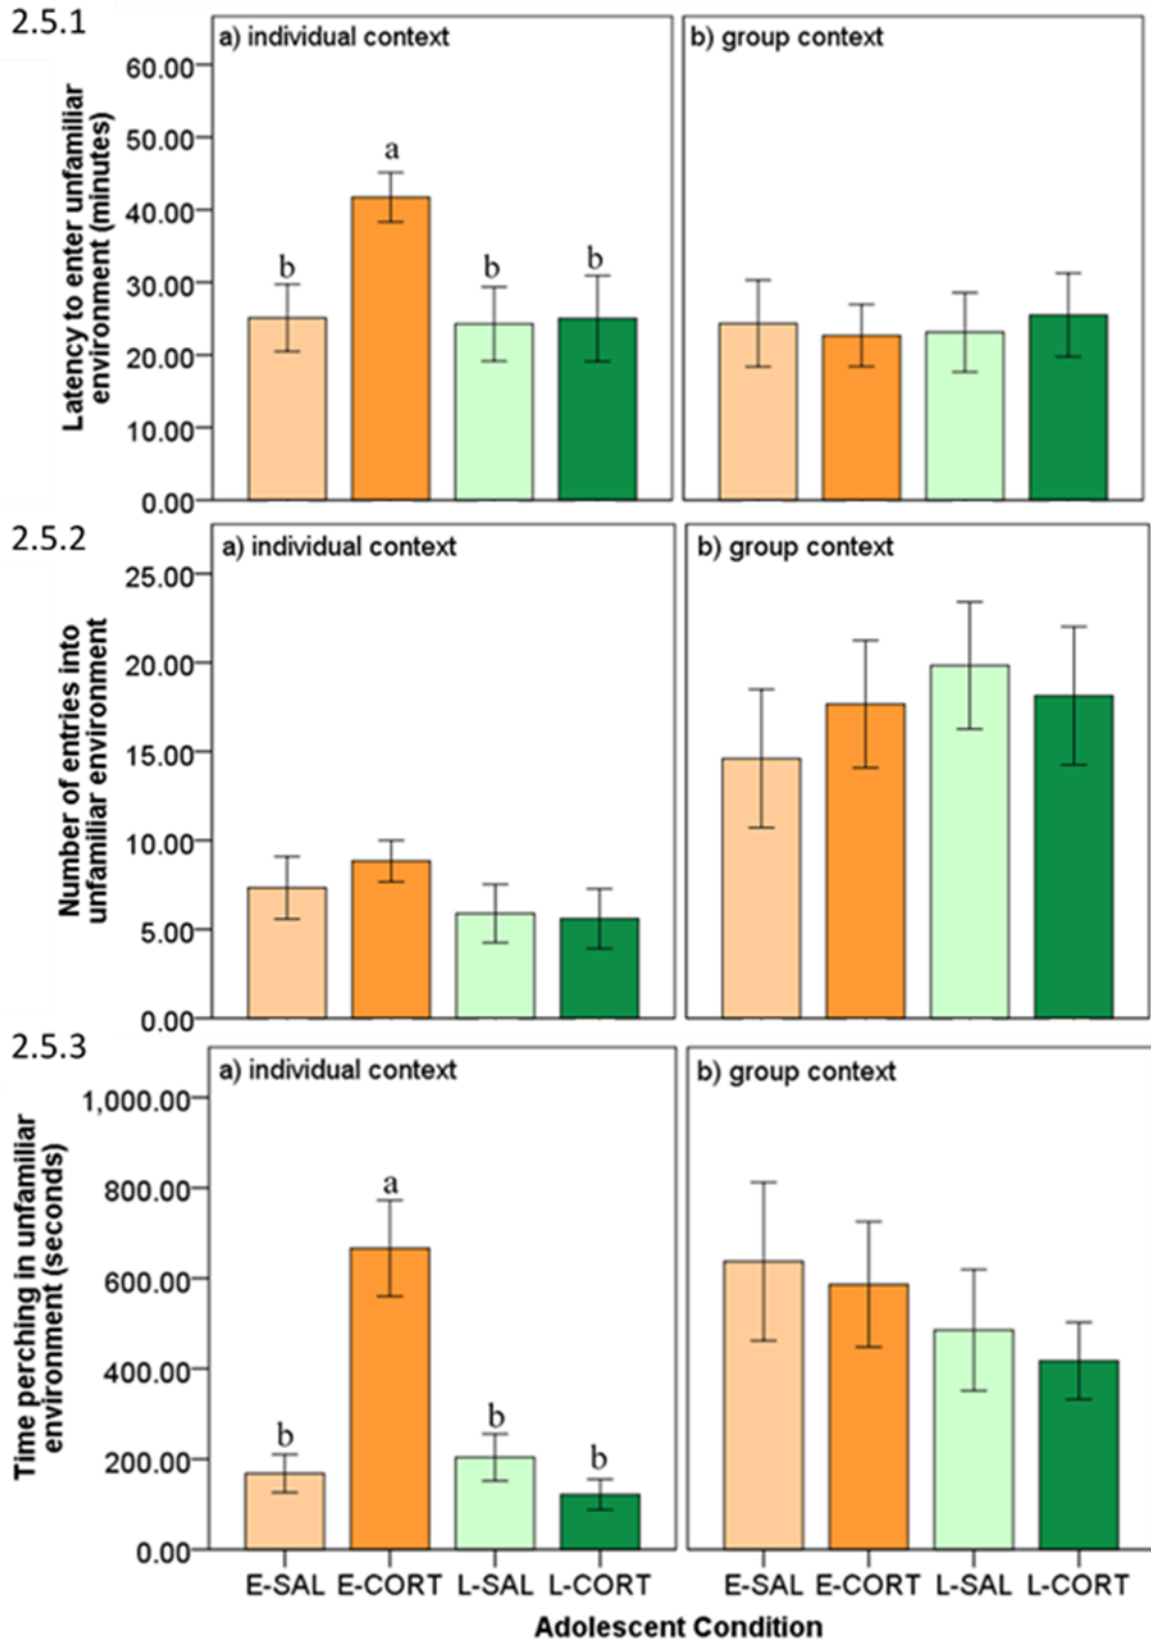 2.5.1
a) individual context
b) group context
Latency to enter unfamiliar
environment (minutes)
60.00
50.00
40.00
30.00
20.00
10.00
0.00
b
a
b
b
2.5.2
a) individual context
b) group context
Number of entries into
unfamiliar environment
25.00
20.00
15.00
10.00
5.00
0.00
2.5.3
a) individual context
b) group context
Time perching in unfamiliar
environment (seconds)
1,000.00
800.00
600.00
400.00
200.00
0.00
b
a
b
b
E-SAL E-CORT L-SAL L-CORT
E-SAL E-CORT L-SAL L-CORT
Adolescent Condition